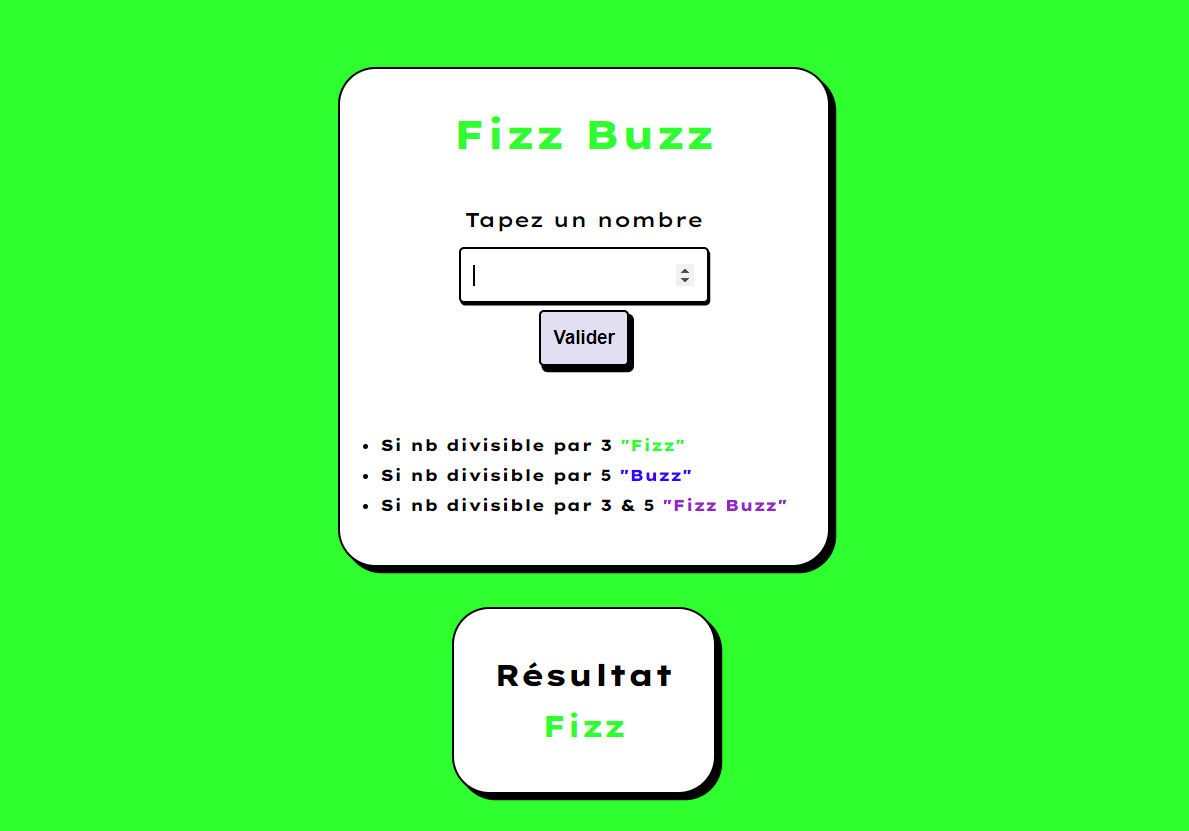 Fizz Buzz
Tapez un nombre
Valider
Si nb divisible par 3 "Fizz"
Si nb divisible par 5 "Buzz"
Si nb divisible par 3 & 5 "Fizz Buzz"
Résultat
Fizz